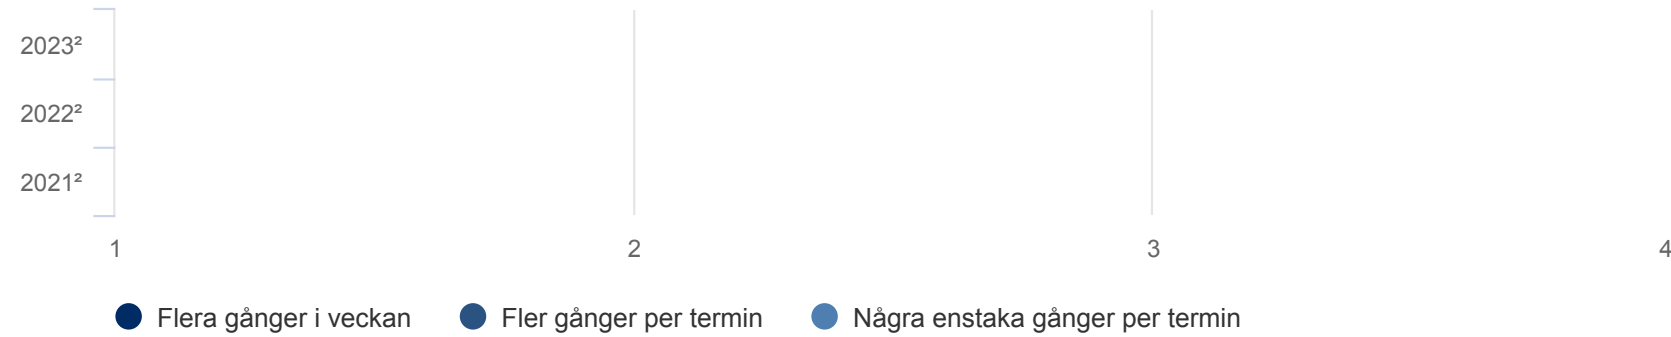 2023²
2022²
2021²
1 2 3 4
Flera gånger i veckan Fler gånger per termin Några enstaka gånger per termin